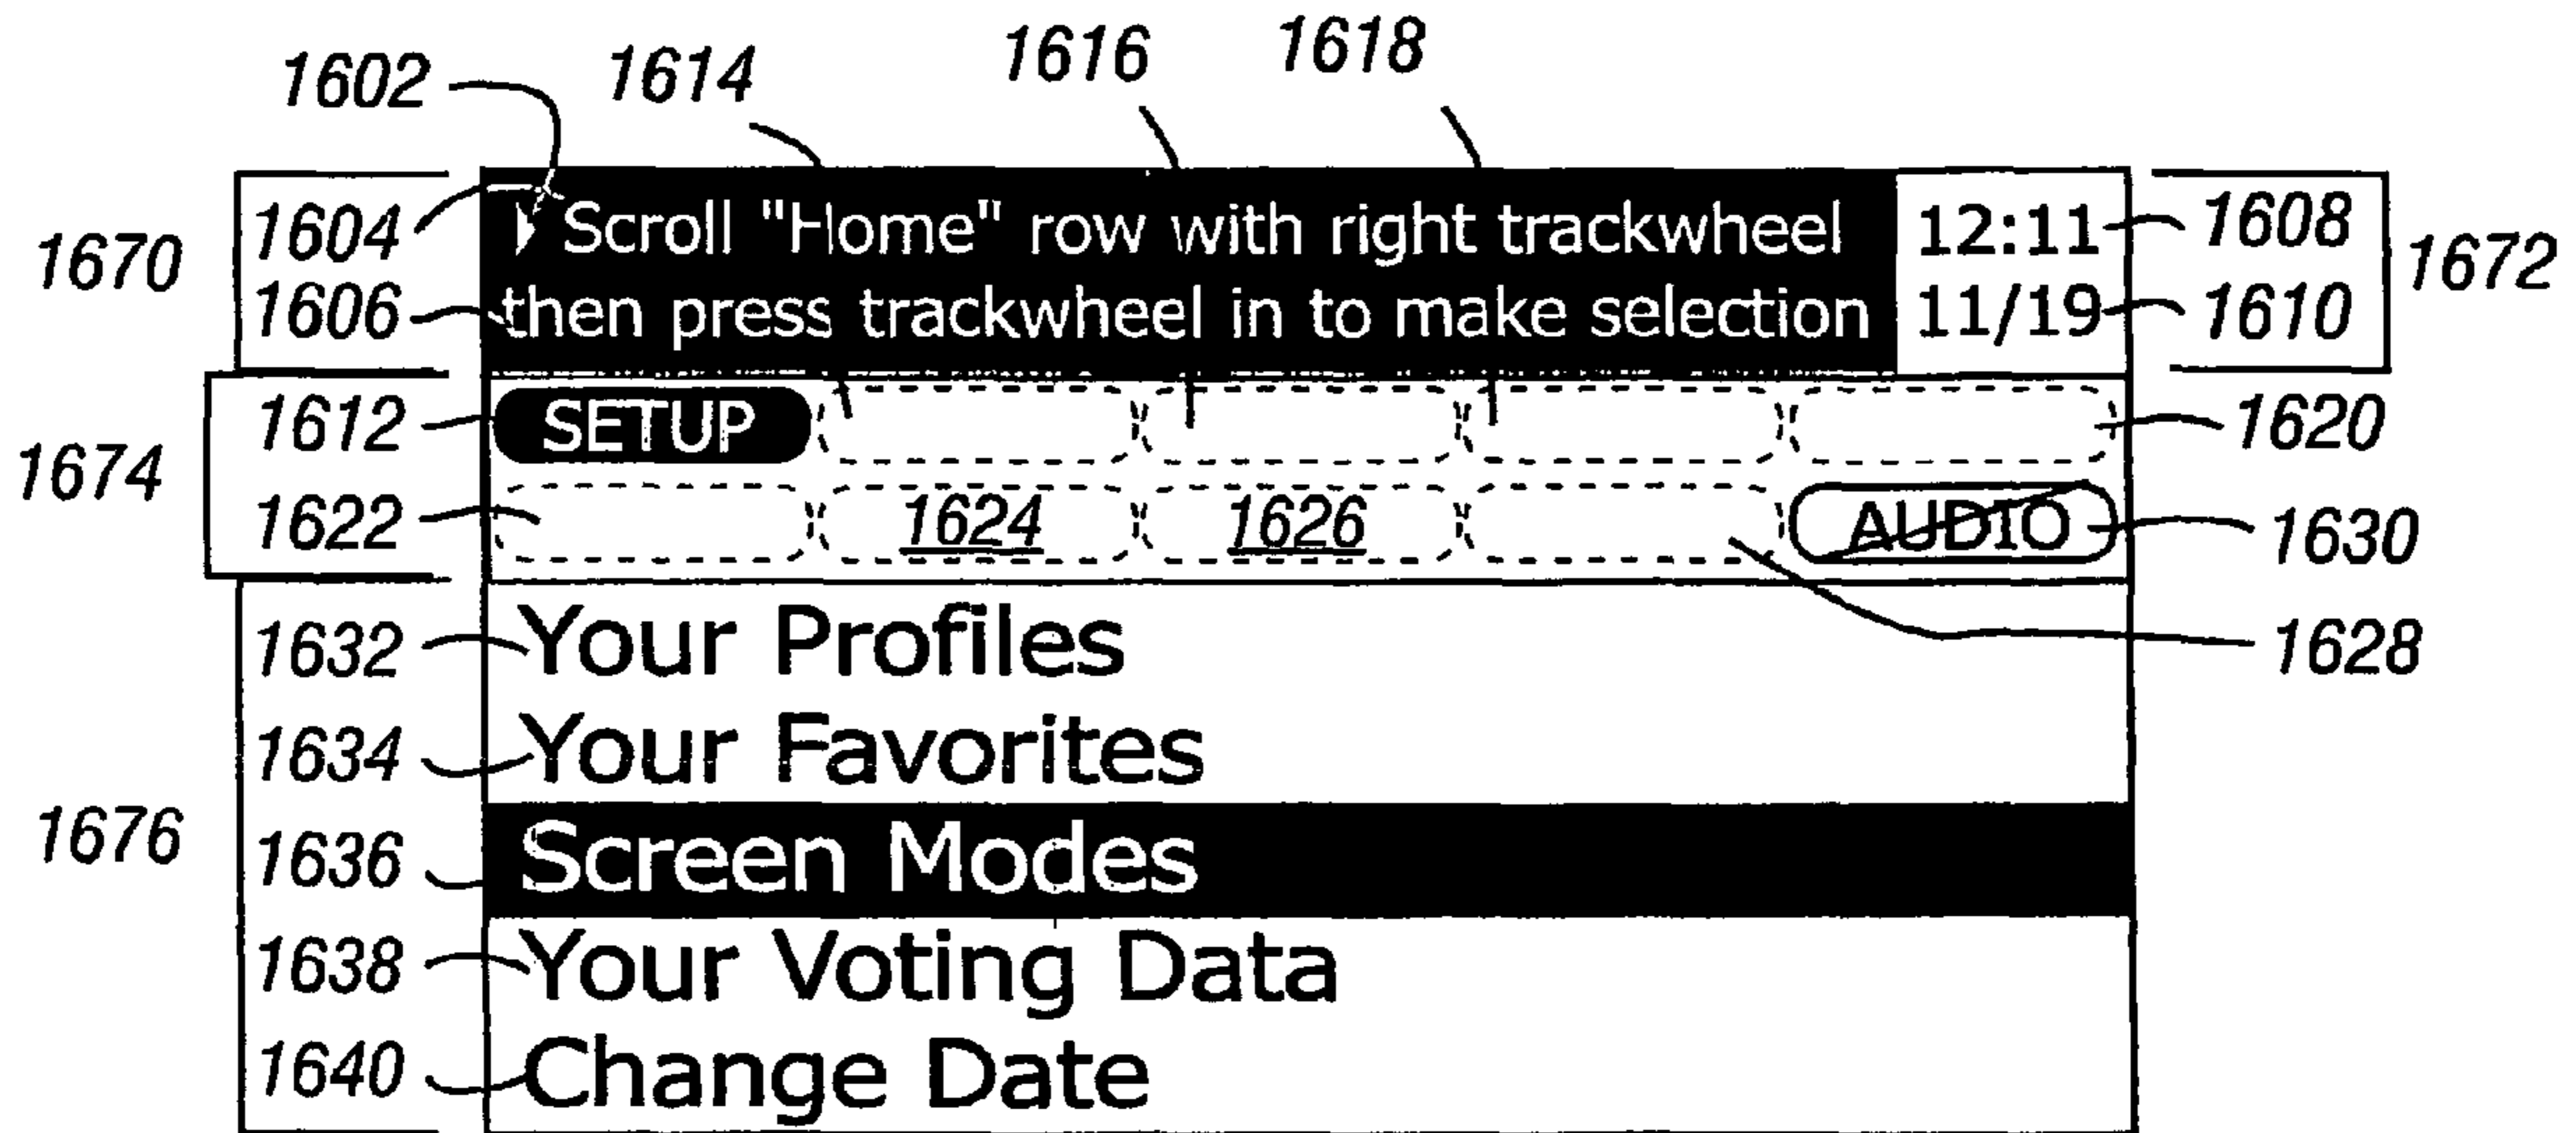 1602 1614 1616 1618
1670 1604 Scroll "Home" row with right trackwheel 12:11 1608 1672
1606 then press trackwheel in to make selection 11/19 1610
1674 1612 SETUP 1620
1622 1624 1626 AUDIO 1630
1632 Your Profiles 1628
1634 Your Favorites
1676 1636 Screen Modes
1638 Your Voting Data
1640 Change Date